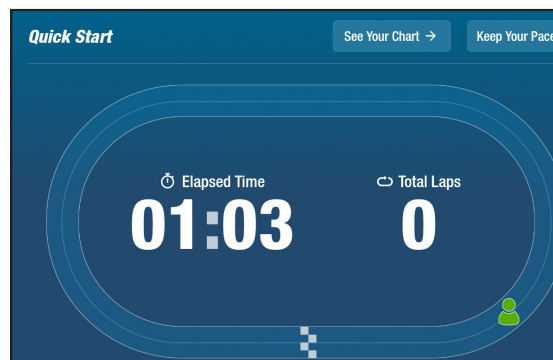 Quick Start
See Your Chart →
Keep Your Pace
Elapsed Time
Total Laps
01:03
0